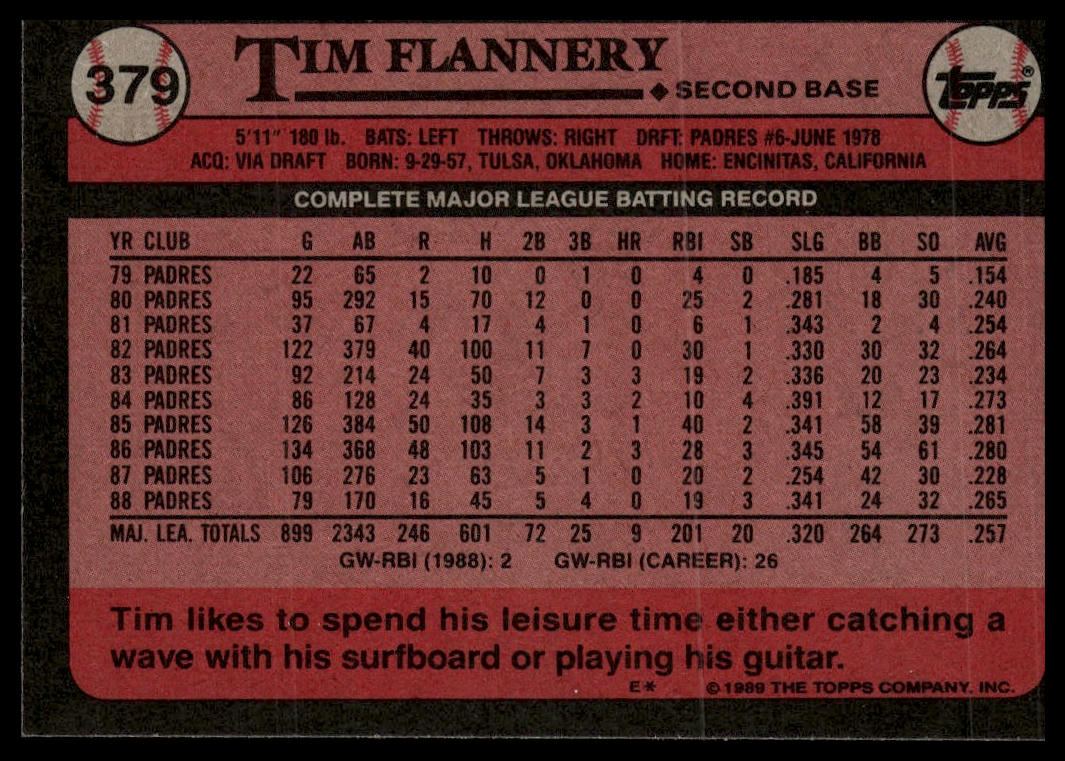 379
TIM FLANNERY
◆ SECOND BASE
TOPPS®
5'11" 180 lb. BATS: LEFT THROWS: RIGHT DRFT: PADRES #6-JUNE 1978
ACQ: VIA DRAFT BORN: 9-29-57, TULSA, OKLAHOMA HOME: ENCINITAS, CALIFORNIA
COMPLETE MAJOR LEAGUE BATTING RECORD
YR CLUB G AB R H 2B 3B HR RBI SB SLG BB SO AVG
79 PADRES 22 65 2 10 0 1 0 4 0 .185 4 5 .154
80 PADRES 95 292 15 70 12 0 0 25 2 .281 18 30 .240
81 PADRES 37 67 4 17 4 1 0 6 1 .343 2 4 .254
82 PADRES 122 379 40 100 11 7 0 30 1 .330 30 32 .264
83 PADRES 92 214 24 50 7 3 3 19 2 .336 20 23 .234
84 PADRES 86 128 24 35 3 3 2 10 4 .391 12 17 .273
85 PADRES 126 384 50 108 14 3 1 40 2 .341 58 39 .281
86 PADRES 134 368 48 103 11 2 3 28 3 .345 54 61 .280
87 PADRES 106 276 23 63 5 1 0 20 2 .254 42 30 .228
88 PADRES 79 170 16 45 5 4 0 19 3 .341 24 32 .265
MAJ. LEA. TOTALS 899 2343 246 601 72 25 9 201 20 .320 264 273 .257
GW-RBI (1988): 2 GW-RBI (CAREER): 26
Tim likes to spend his leisure time either catching a
wave with his surfboard or playing his guitar.
E* © 1989 THE TOPPS COMPANY, INC.